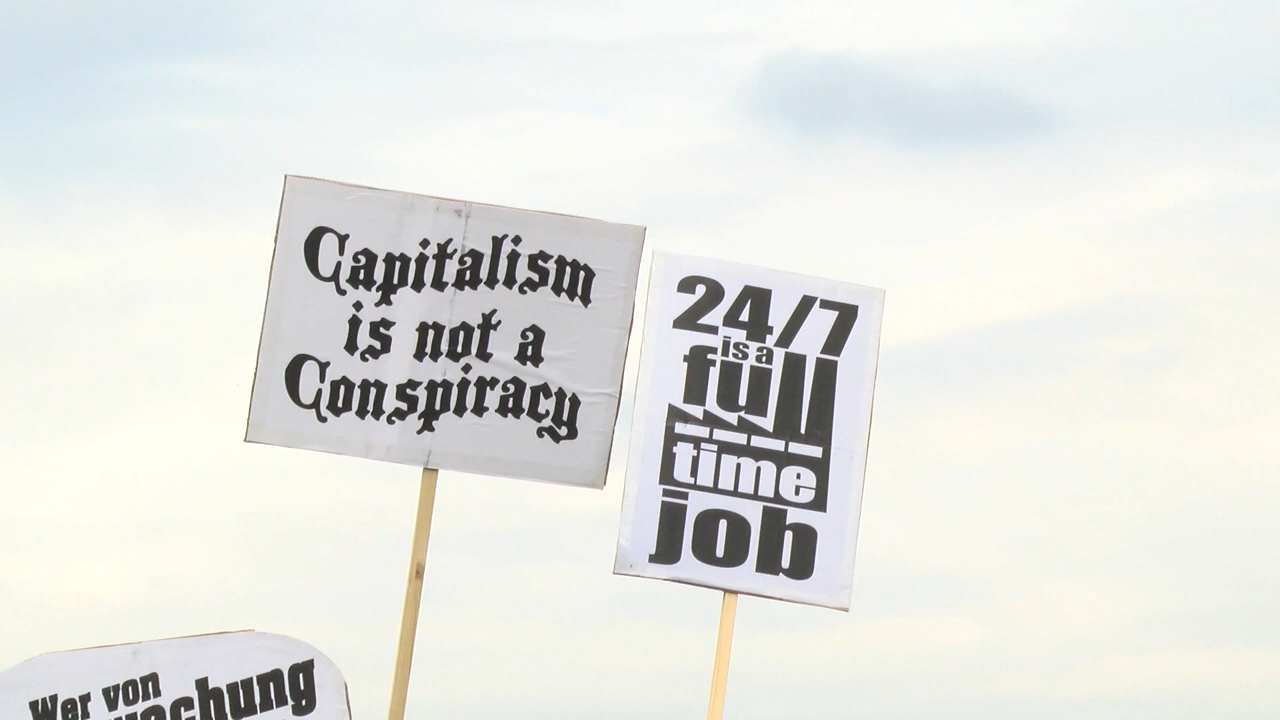 Capitalism
is not a
Conspiracy
24/7
is a
full
time
job
Wer von